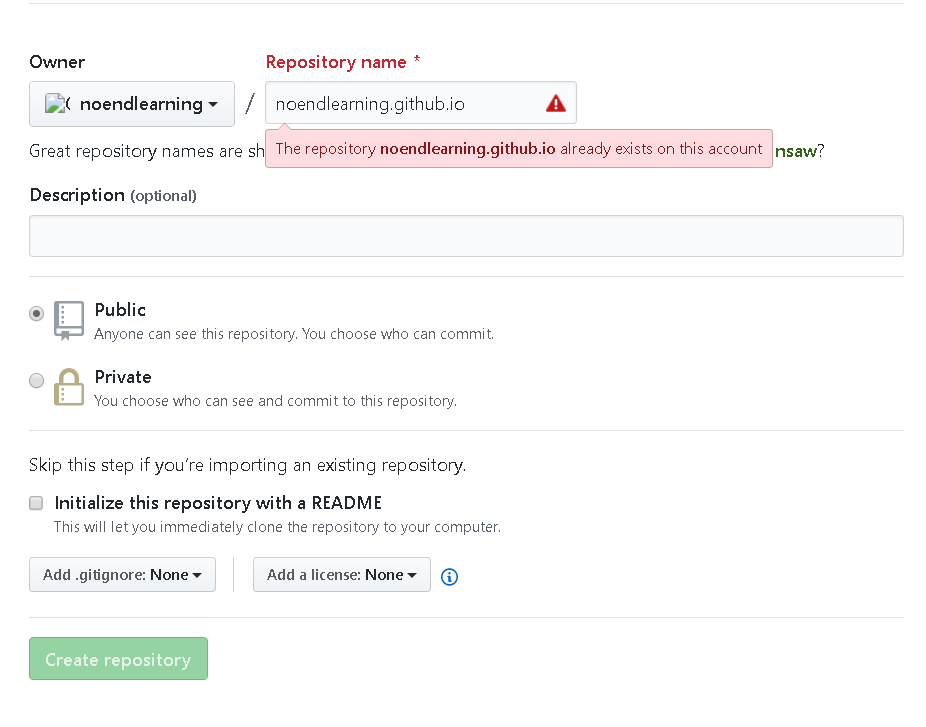 Owner
Repository name *
noendlearning
/
noendlearning.github.io
The repository noendlearning.github.io already exists on this account
Great repository names are sh nsaw?
Description (optional)
Public
Anyone can see this repository. You choose who can commit.
Private
You choose who can see and commit to this repository.
Skip this step if you’re importing an existing repository.
Initialize this repository with a README
This will let you immediately clone the repository to your computer.
Add .gitignore: None
Add a license: None
Create repository